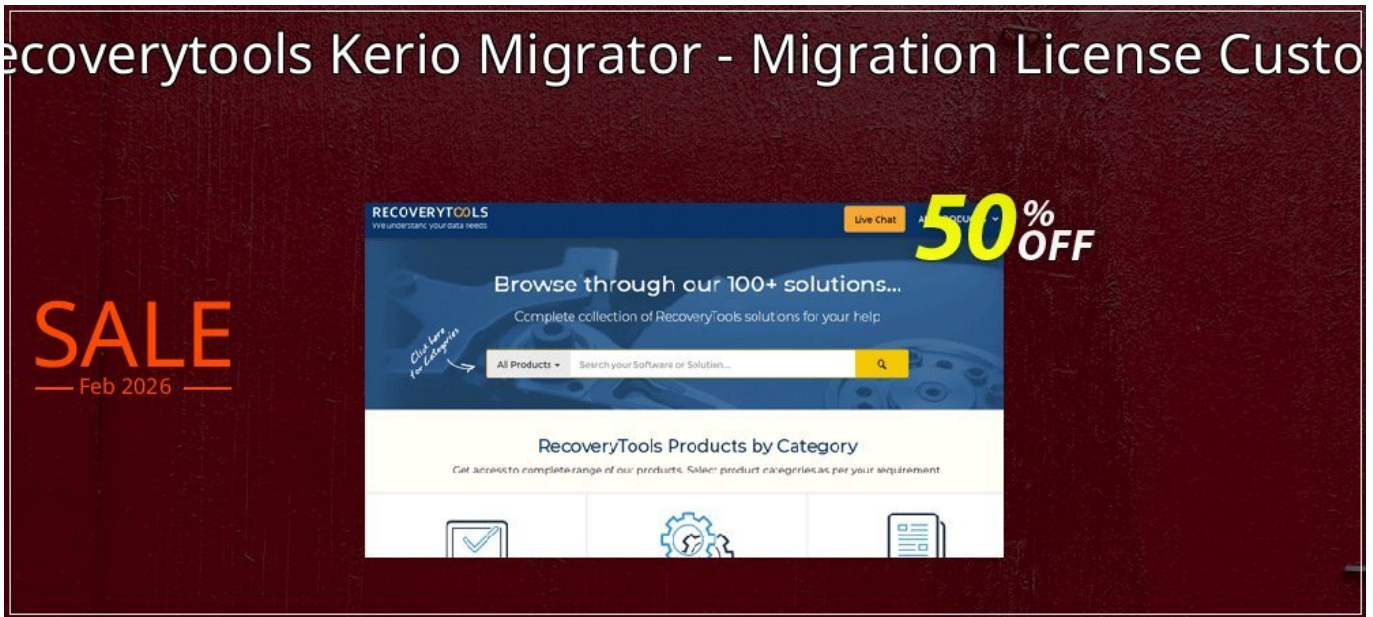 ecoverytools Kerio Migrator - Migration License Custo
RECOVERYTOOLS
We understand your data needs
Live Chat
50% OFF
Browse through our 100+ solutions...
Complete collection of RecoveryTools solutions for your help
Click here
for Categories
All Products
Search your Software or Solution...
SALE
Feb 2026
RecoveryTools Products by Category
Get access to complete range of our products. Select product categories as per your requirement